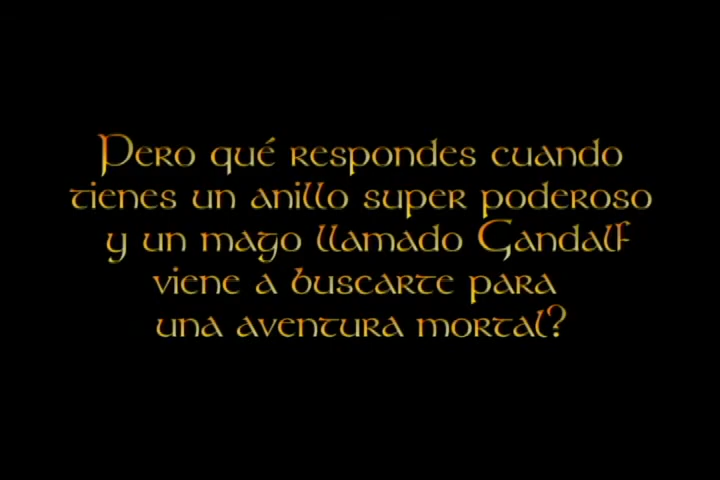 Pero qué respondes cuando
tienes un anillo super poderoso
y un mago llamado Gandalf
viene a buscarte para
una aventura mortal?